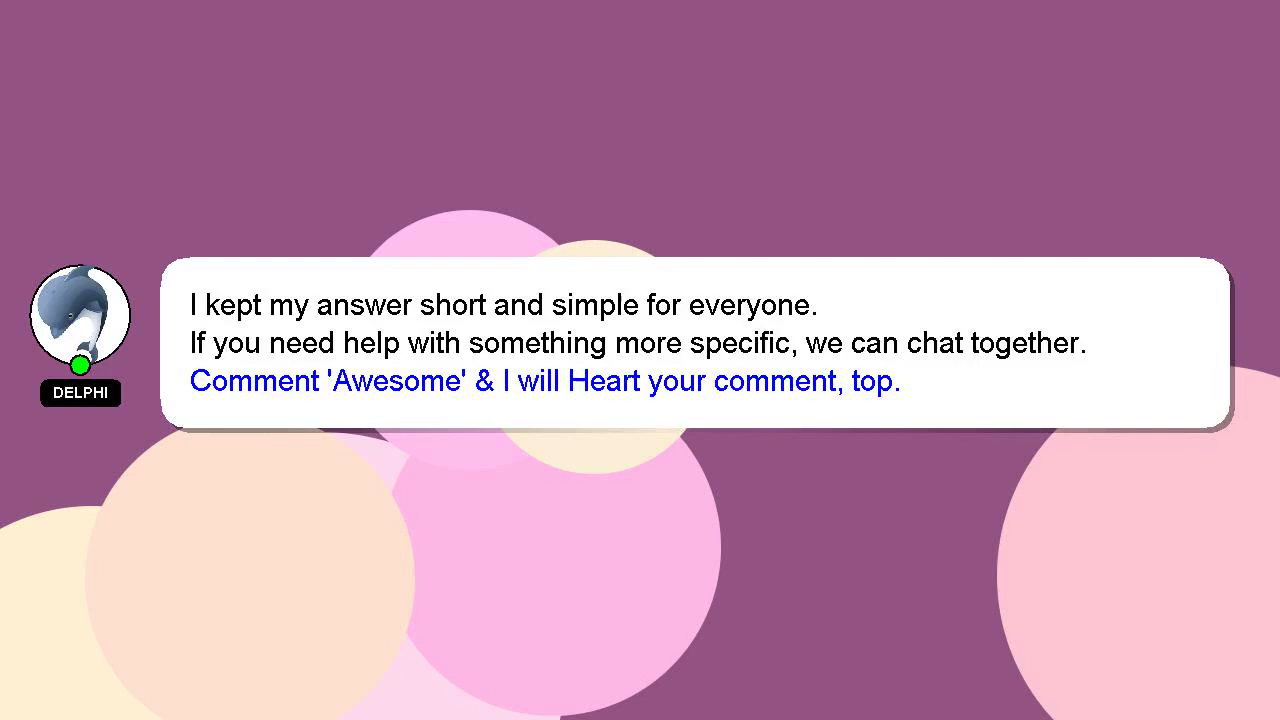 I kept my answer short and simple for everyone.
If you need help with something more specific, we can chat together.
Comment 'Awesome' & I will Heart your comment, top.
DELPHI